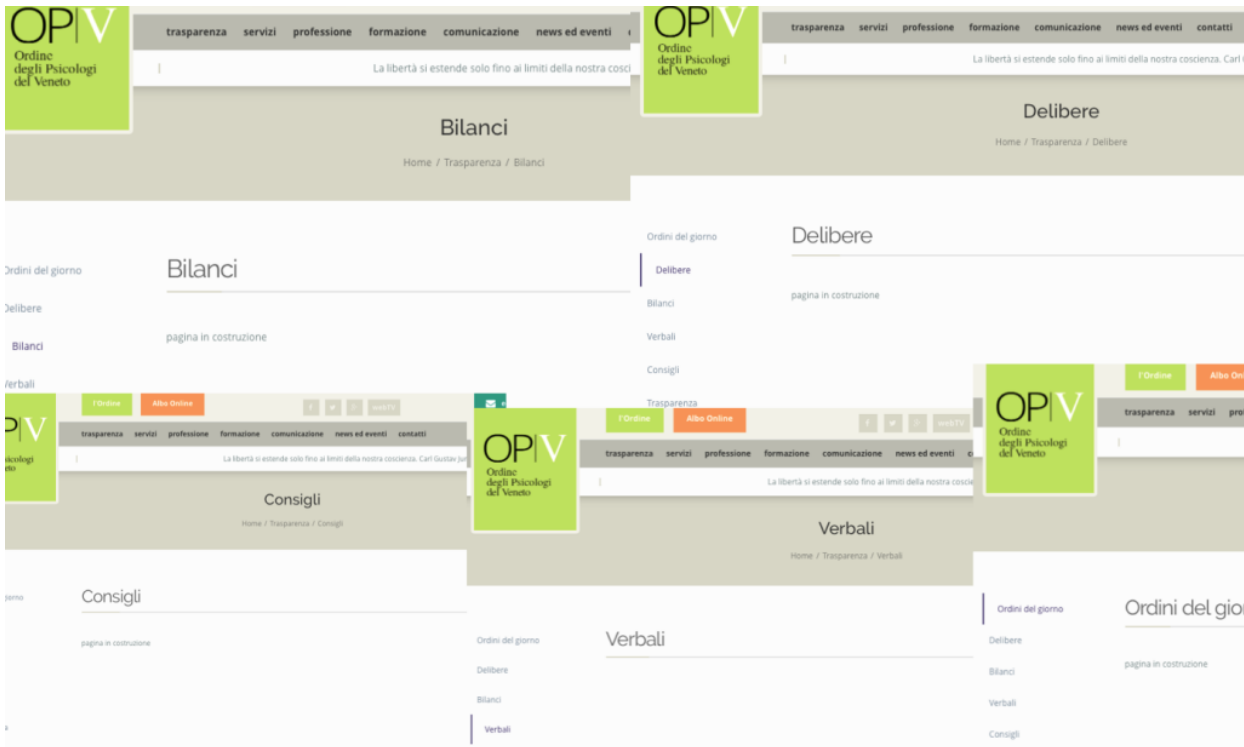 OP|V
Ordine
degli Psicologi
del Veneto
trasparenza servizi professione formazione comunicazione news ed eventi
La libertà si estende solo fino ai limiti della nostra
Bilanci
Home / Trasparenza / Bilanci
Ordini del giorno
Delibere
Bilanci
Verbali
Bilanci
pagina in costruzione
OP|V
Ordine
degli Psicologi
del Veneto
trasparenza servizi professione formazione comunicazione news ed eventi contatti
La libertà si estende solo fino ai limiti della nostra coscienza. Carl
Delibere
Home / Trasparenza / Delibere
Ordini del giorno
Delibere
Bilanci
Verbali
Consigli
Trasparenza
Delibere
pagina in costruzione
l'Ordine Albo Online
webTV
trasparenza servizi professione formazione comunicazione news ed eventi contatti
La libertà si estende solo fino ai limiti della nostra coscienza. Carl Gustav
Consigli
Home / Trasparenza / Consigli
Consigli
pagina in costruzione
l'Ordine Albo Online
webTV
OP|V
Ordine
degli Psicologi
del Veneto
trasparenza servizi professione formazione comunicazione news ed eventi
La libertà si estende solo fino ai limiti della nostra
Verbali
Home / Trasparenza / Verbali
Ordini del giorno
Delibere
Bilanci
Verbali
Verbali
l'Ordine Albo
OP|V
Ordine
degli Psicologi
del Veneto
trasparenza servizi
Ordini del giorno
Delibere
Bilanci
Verbali
Consigli
Ordini del
pagina in costruzione